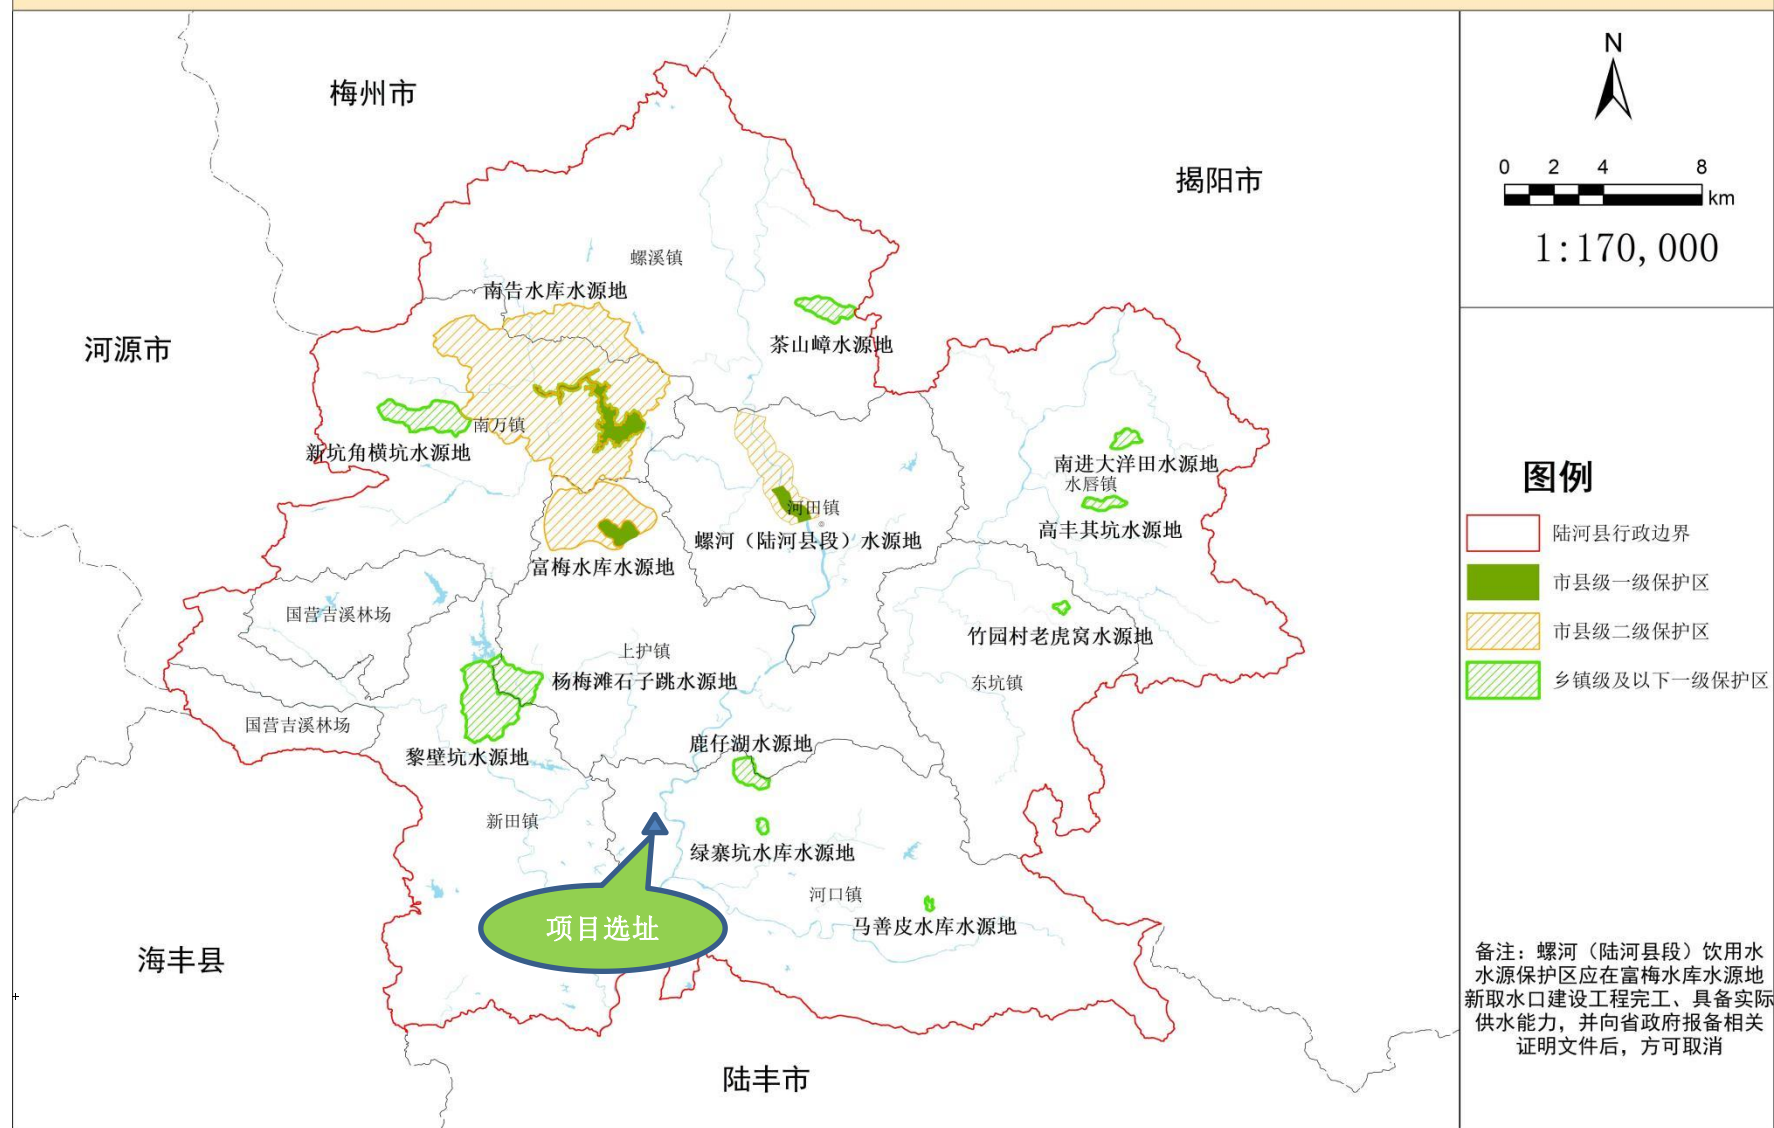 梅州市
揭阳市
河源市
海丰县
陆丰市
螺溪镇
南告水库水源地
茶山嶂水源地
南万镇
新坑角横坑水源地
南进大洋田水源地
水唇镇
高丰其坑水源地
河田镇
螺河（陆河县段）水源地
富梅水库水源地
国营吉溪林场
竹园村老虎窝水源地
上护镇
杨梅滩石子跳水源地
东坑镇
国营吉溪林场
黎壁坑水源地
鹿仔湖水源地
新田镇
绿寨坑水库水源地
河口镇
马善皮水库水源地
项目选址
N
0 2 4 8
km
1:170,000
图例
陆河县行政边界
市县级一级保护区
市县级二级保护区
乡镇级及以下一级保护区
备注：螺河（陆河县段）饮用水
水源保护区应在富梅水库水源地
新取水口建设工程完工、具备实际
供水能力，并向省政府报备相关
证明文件后，方可取消